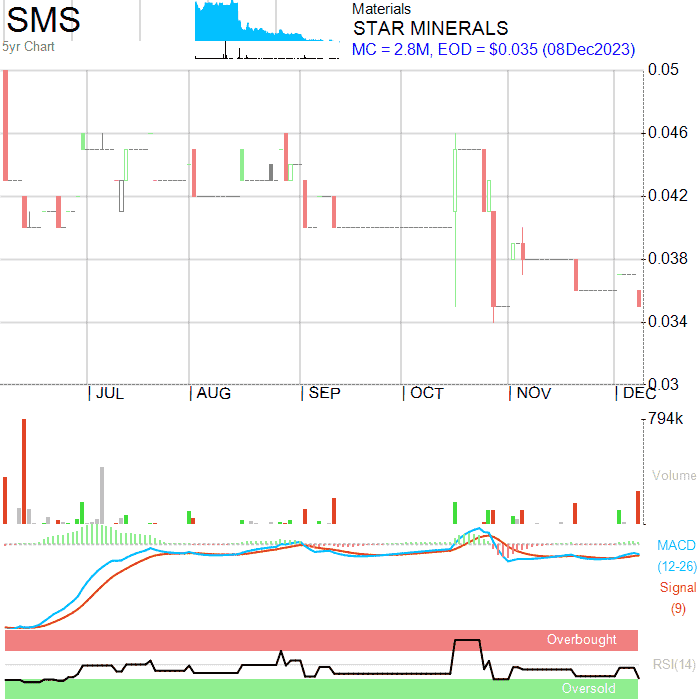 SMS
5yr Chart
Materials
STAR MINERALS
MC = 2.8M, EOD = $0.035 (08Dec2023)
0.05
0.046
0.042
0.038
0.034
0.03
JUL AUG SEP OCT NOV DEC
794k
Volume
MACD
(12-26)
Signal
(9)
Overbought
RSI(14)
Oversold